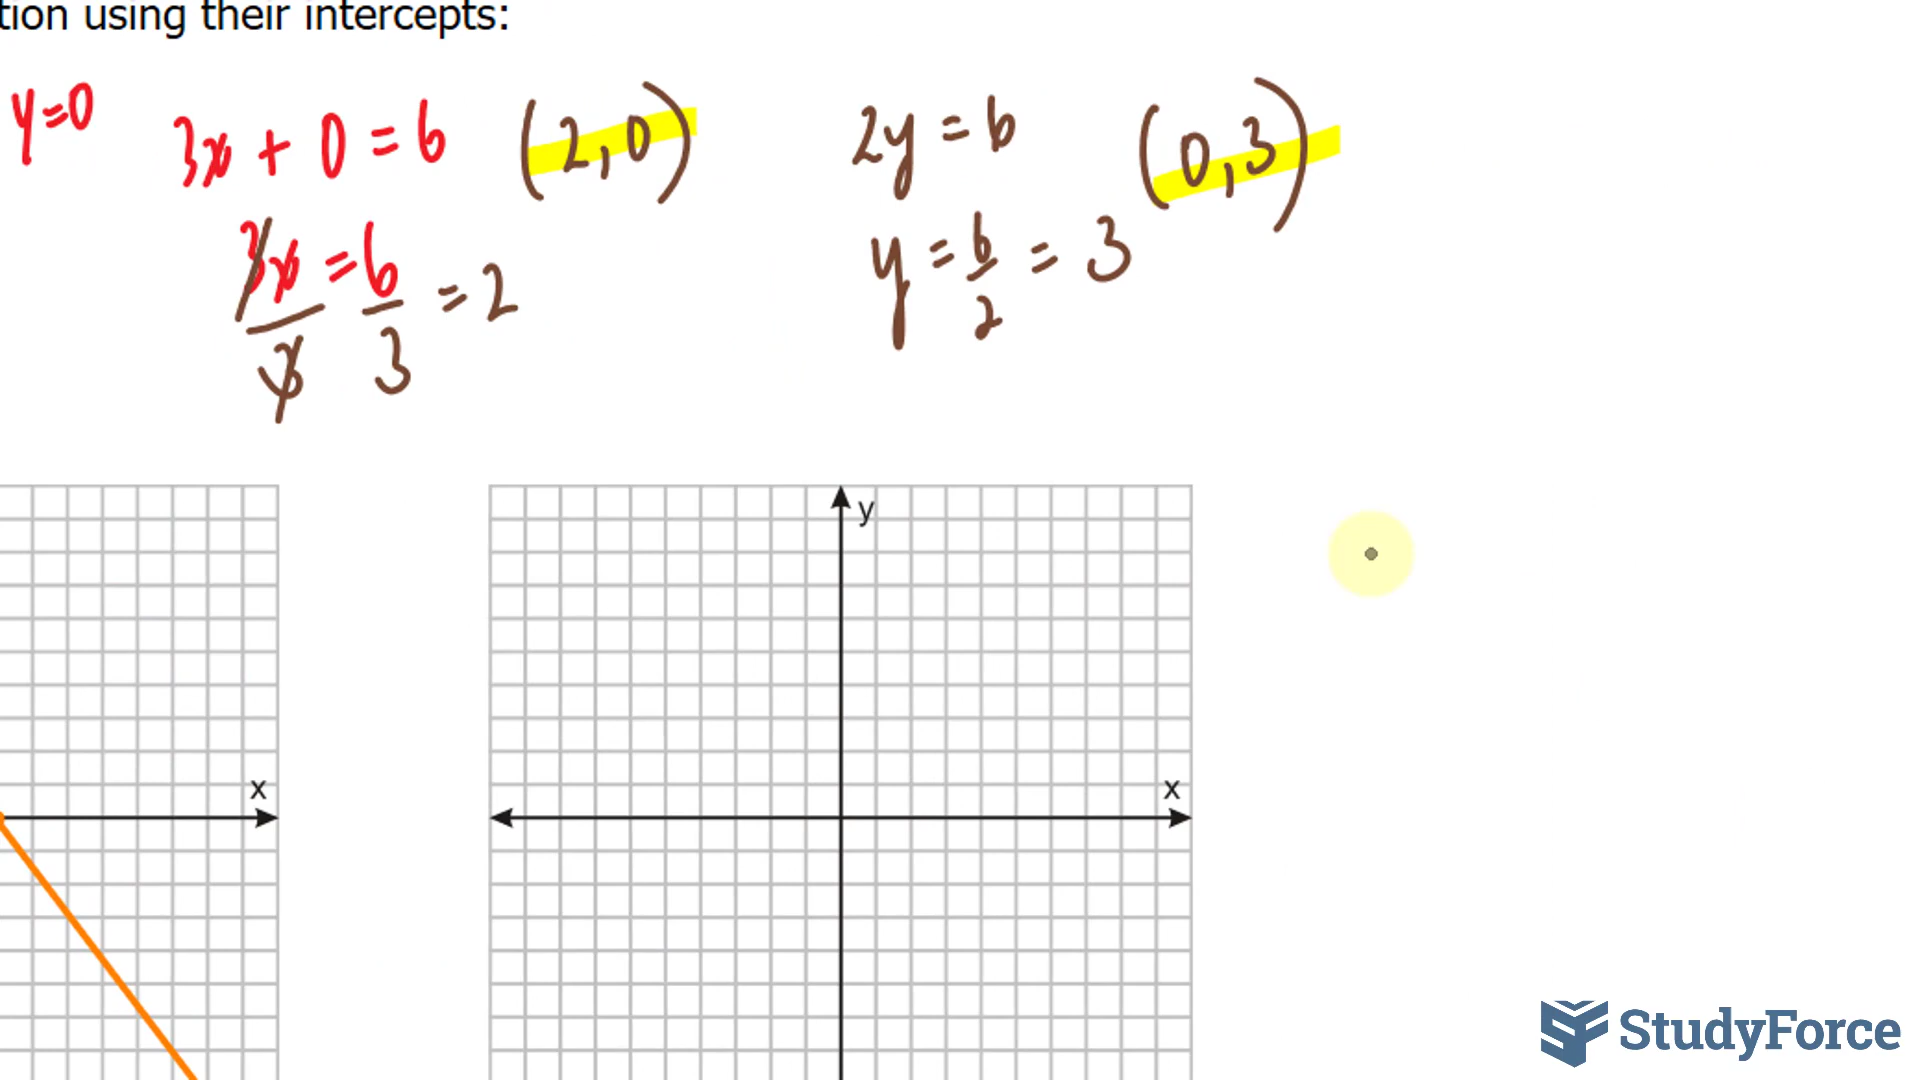 tion using their intercepts:
y=0 3x + 0 = 6 (2,0) 2y = 6 (0,3)
3x/3 = 6/3 = 2 y = 6/2 = 3
y
x x
StudyForce